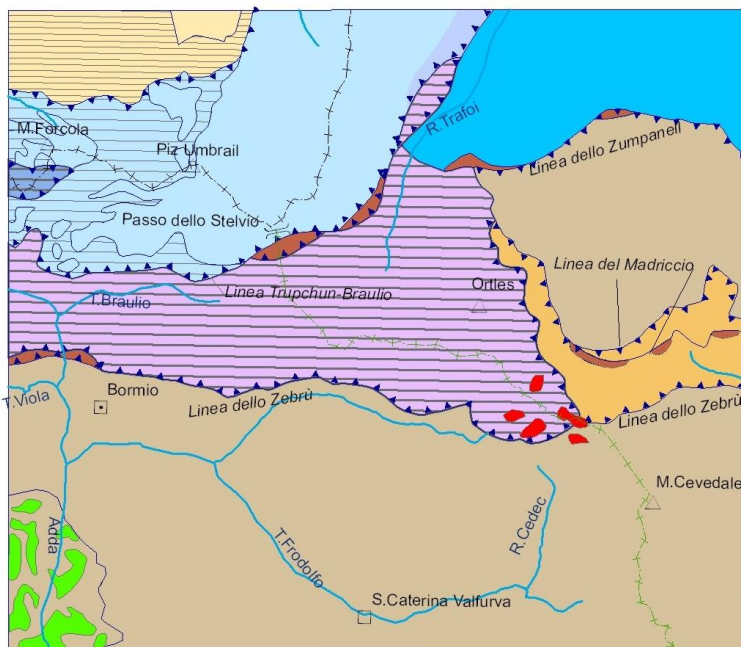 M.Forcola
Piz Umbrail
R.Trafoi
Linea dello Zumpanell
Passo dello Stelvio
Linea del Madriccio
T.Braulio
Linea Trupchun-Braulio
Ortles
T.Viola
Bormio
Linea dello Zebrù
Linea dello Zebrù
M.Cevedale
Adda
T.Frodolfo
R.Cedec
S.Caterina Valfurva